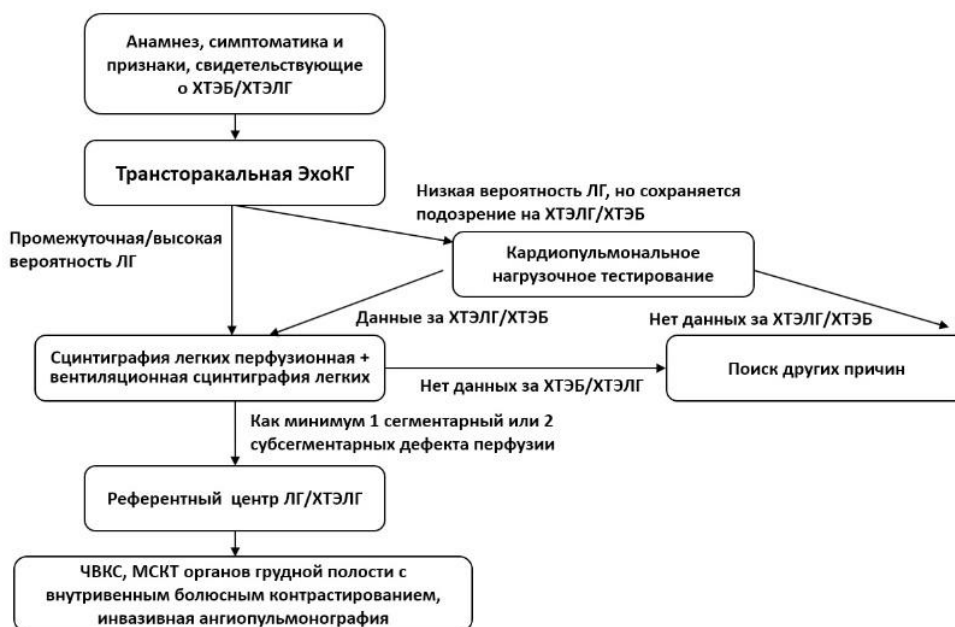 Анамнез, симптоматика и
признаки, свидетельствующие
о ХТЭБ/ХТЭЛГ
Трансторакальная ЭхоКГ
Низкая вероятность ЛГ, но сохраняется
подозрение на ХТЭЛГ/ХТЭБ
Промежуточная/высокая
вероятность ЛГ
Кардиопульмональное
нагрузочное тестирование
Данные за ХТЭЛГ/ХТЭБ
Нет данных за ХТЭЛГ/ХТЭБ
Сцинтиграфия легких перфузионная +
вентиляционная сцинтиграфия легких
Нет данных за ХТЭБ/ХТЭЛГ
Поиск других причин
Как минимум 1 сегментарный или 2
субсегментарных дефекта перфузии
Референтный центр ЛГ/ХТЭЛГ
ЧВКС, МСКТ органов грудной полости с
внутривенным болюсным контрастированием,
инвазивная ангиопульмонография